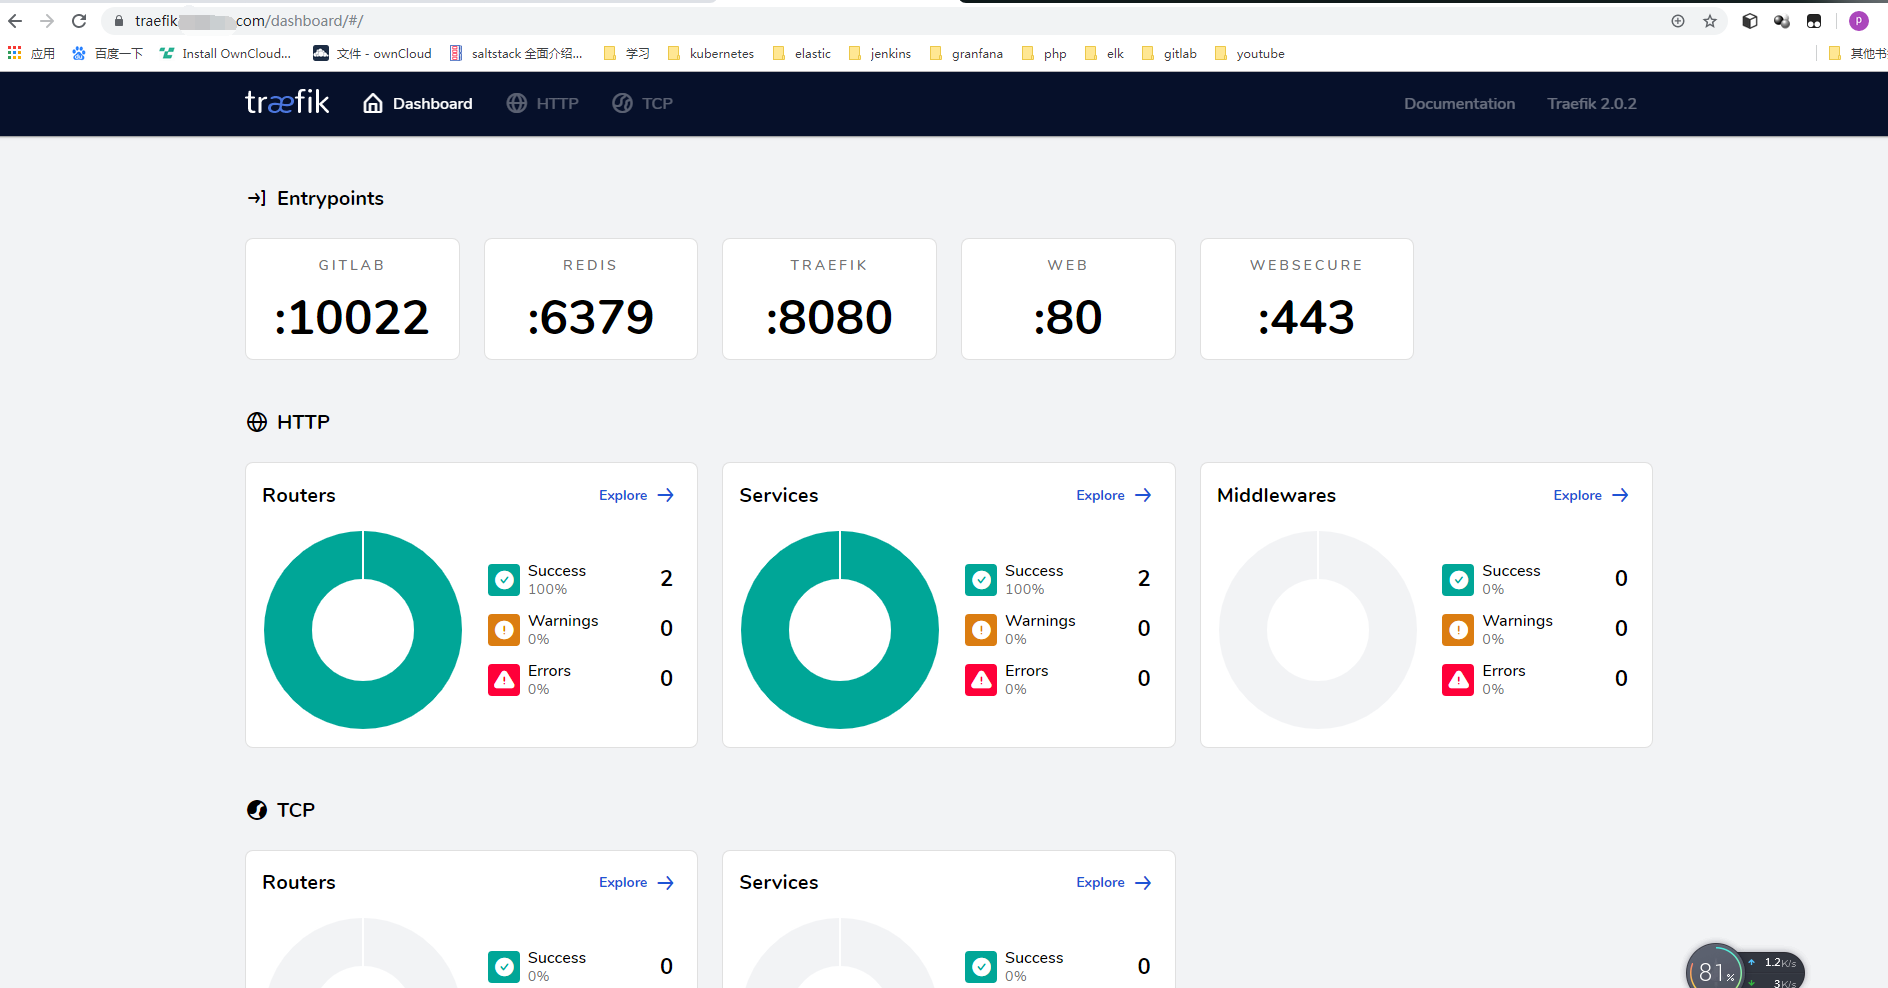 traefik com/dashboard/#/
应用 百度一下 Install OwnCloud... 文件 - ownCloud saltstack 全面介绍... 学习 kubernetes elastic jenkins granfana php elk gitlab youtube 其他书
træfik Dashboard HTTP TCP Documentation Traefik 2.0.2
Entrypoints
GITLAB REDIS TRAEFIK WEB WEBSECURE
:10022 :6379 :8080 :80 :443
HTTP
Routers Explore Services Explore Middlewares Explore
Success 2 Success 2 Success 0
100% 100% 0%
Warnings 0 Warnings 0 Warnings 0
0% 0% 0%
Errors 0 Errors 0 Errors 0
0% 0% 0%
TCP
Routers Explore Services Explore
Success 0 Success 0
0% 0%
81% 1.2K/s
3K/s
P